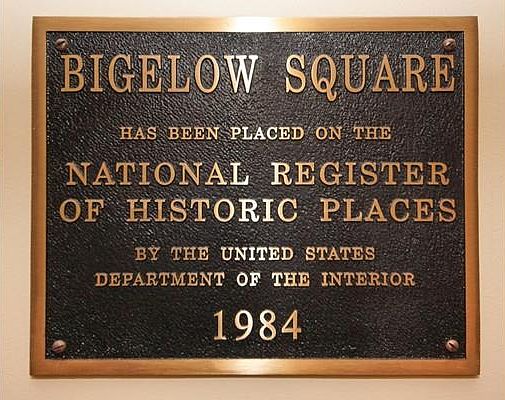 BIGELOW SQUARE
HAS BEEN PLACED ON THE
NATIONAL REGISTER
OF HISTORIC PLACES
BY THE UNITED STATES
DEPARTMENT OF THE INTERIOR
1984